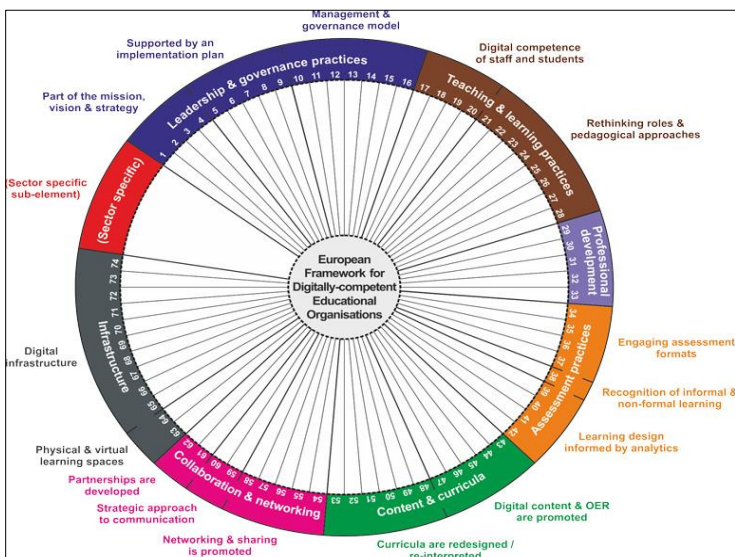 Management &
governance model
Supported by an
implementation plan
Part of the mission,
vision & strategy
Leadership & governance practices
1 2 3 4 5 6 7 8 9 10 11 12 13 14 15 16
Digital competence
of staff and students
Rethinking roles &
pedagogical approaches
Teaching & learning practices
17 18 19 20 21 22 23 24 25 26 27 28
Professional
develpment
29 30 31 32 33
Engaging assessment
formats
Recognition of informal &
non-formal learning
Learning design
informed by analytics
Assessment practices
34 35 36 37 38 39 40 41 42
Digital content & OER
are promoted
Curricula are redesigned /
re-interpreted
Content & curricula
43 44 45 46 47 48 49 50 51 52 53
Networking & sharing
is promoted
Strategic approach
to communication
Partnerships are
developed
Collaboration & networking
54 55 56 57 58 59 60 61 62
Physical & virtual
learning spaces
Digital
infrastructure
Infrastructure
63 64 65 66 67 68 69 70 71 72 73 74
(Sector specific
sub-element)
(Sector specific)
European
Framework for
Digitally-competent
Educational
Organisations